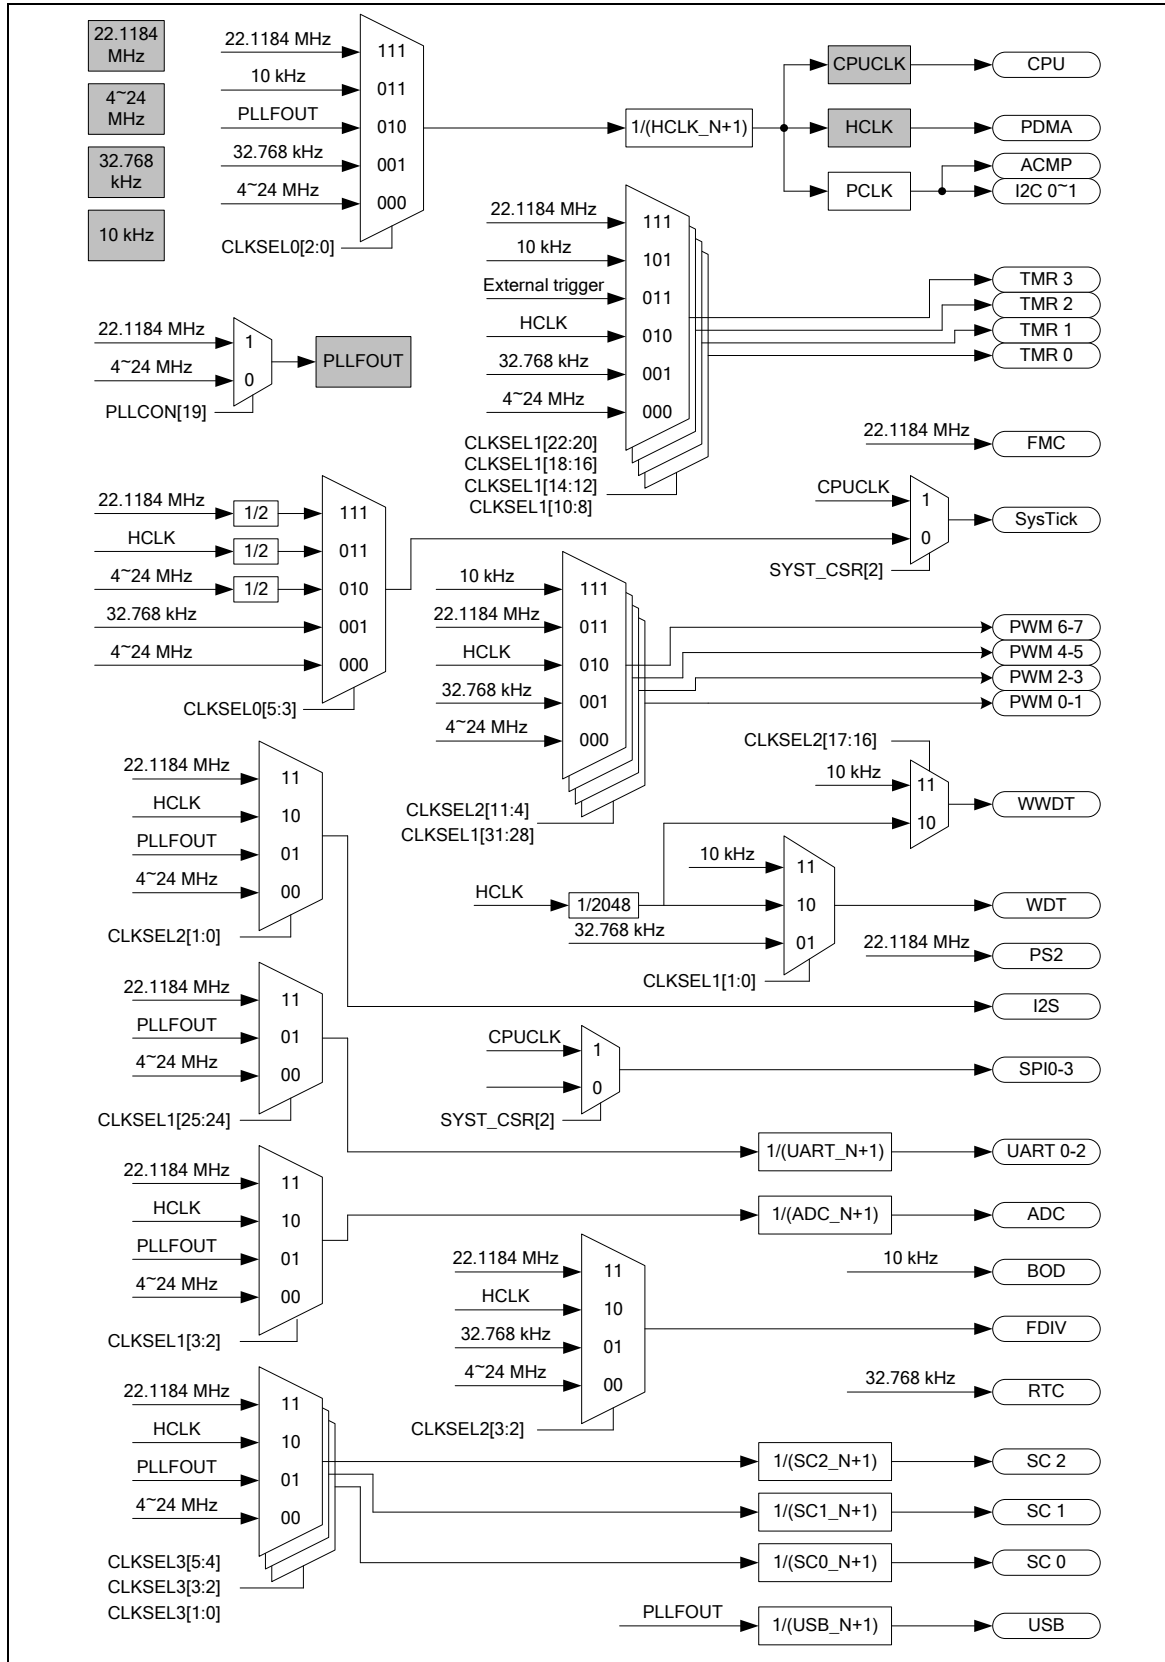 22.1184
MHz
4~24
MHz
32.768
kHz
10 kHz
22.1184 MHz
10 kHz
PLLFOUT
32.768 kHz
4~24 MHz
111
011
010
001
000
CLKSEL0[2:0]
1/(HCLK_N+1)
CPUCLK
HCLK
PCLK
CPU
PDMA
ACMP
I2C 0~1
22.1184 MHz
10 kHz
External trigger
HCLK
32.768 kHz
4~24 MHz
111
101
011
010
001
000
CLKSEL1[22:20]
CLKSEL1[18:16]
CLKSEL1[14:12]
CLKSEL1[10:8]
TMR 3
TMR 2
TMR 1
TMR 0
22.1184 MHz
4~24 MHz
1
0
PLLCON[19]
PLLFOUT
22.1184 MHz
FMC
22.1184 MHz
HCLK
4~24 MHz
32.768 kHz
4~24 MHz
1/2
1/2
1/2
111
011
010
001
000
CLKSEL0[5:3]
CPUCLK
1
0
SYST_CSR[2]
SysTick
10 kHz
22.1184 MHz
HCLK
32.768 kHz
4~24 MHz
111
011
010
001
000
CLKSEL2[11:4]
CLKSEL1[31:28]
PWM 6-7
PWM 4-5
PWM 2-3
PWM 0-1
CLKSEL2[17:16]
10 kHz
11
10
WWDT
22.1184 MHz
HCLK
PLLFOUT
4~24 MHz
11
10
01
00
CLKSEL2[1:0]
HCLK
1/2048
10 kHz
32.768 kHz
11
10
01
CLKSEL1[1:0]
WDT
22.1184 MHz
PS2
I2S
22.1184 MHz
PLLFOUT
4~24 MHz
11
01
00
CLKSEL1[25:24]
CPUCLK
1
0
SYST_CSR[2]
SPI0-3
1/(UART_N+1)
UART 0-2
22.1184 MHz
HCLK
PLLFOUT
4~24 MHz
11
10
01
00
CLKSEL1[3:2]
1/(ADC_N+1)
ADC
10 kHz
BOD
22.1184 MHz
HCLK
32.768 kHz
4~24 MHz
11
10
01
00
CLKSEL2[3:2]
FDIV
32.768 kHz
RTC
22.1184 MHz
HCLK
PLLFOUT
4~24 MHz
11
10
01
00
CLKSEL3[5:4]
CLKSEL3[3:2]
CLKSEL3[1:0]
1/(SC2_N+1)
SC 2
1/(SC1_N+1)
SC 1
1/(SC0_N+1)
SC 0
PLLFOUT
1/(USB_N+1)
USB